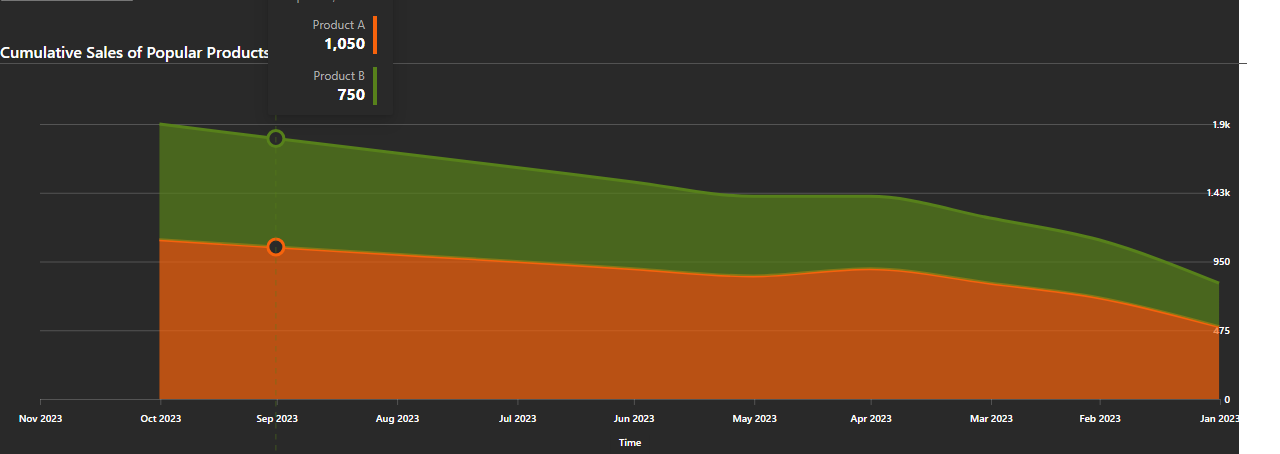 Product A
1,050
Cumulative Sales of Popular Products
Product B
750
1.9k
1.43k
950
475
0
Nov 2023
Oct 2023
Sep 2023
Aug 2023
Jul 2023
Jun 2023
May 2023
Apr 2023
Mar 2023
Feb 2023
Jan 2023
Time